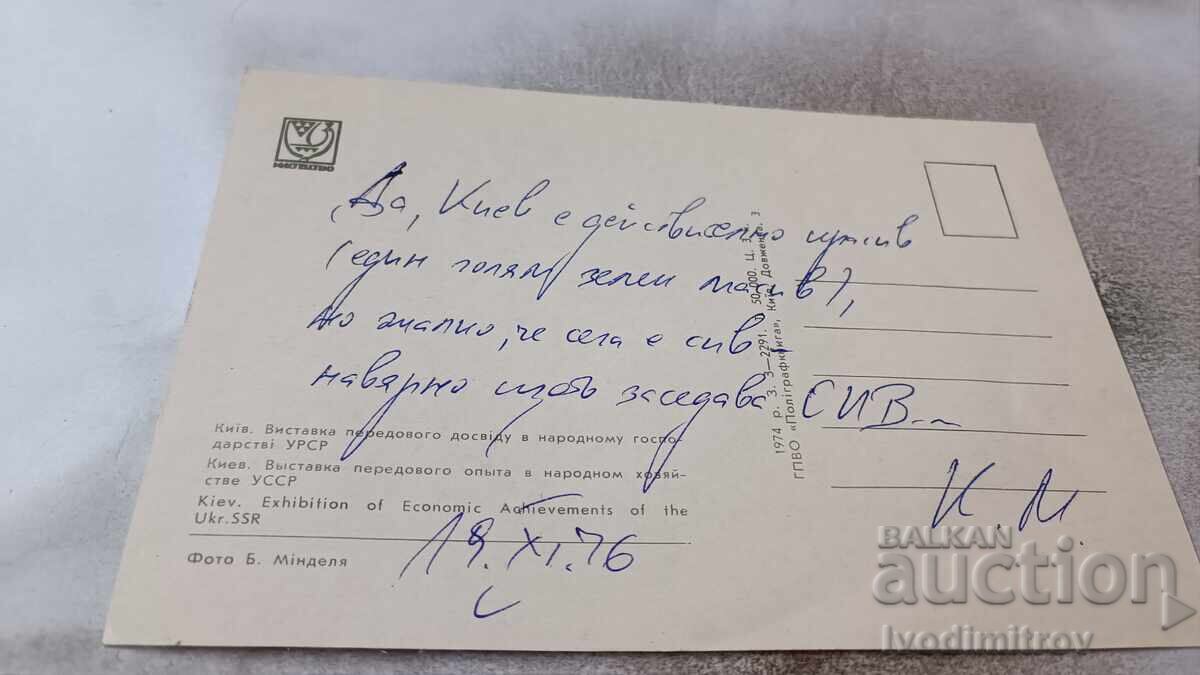 МИСТЕЦТВО
Да, Киев е действително красив
(един голям зелен масив),
но жалко, че сега е сив
навярно щото заседава СИВ...
К. М.
19.XI.76
Київ. Виставка передового досвіду в народному госпо-
дарстві УРСР
Киев. Выставка передового опыта в народном хозяй-
стве УССР
Kiev. Exhibition of Economic Achievements of the
Ukr.SSR
Фото Б. Мінделя
1974 р. З. 3—2291. 50 000. Ц. 3 к.
ГПВО «Поліграфкнига», Київ, Довженка, 3
BALKAN
auction
Ivodimitrov